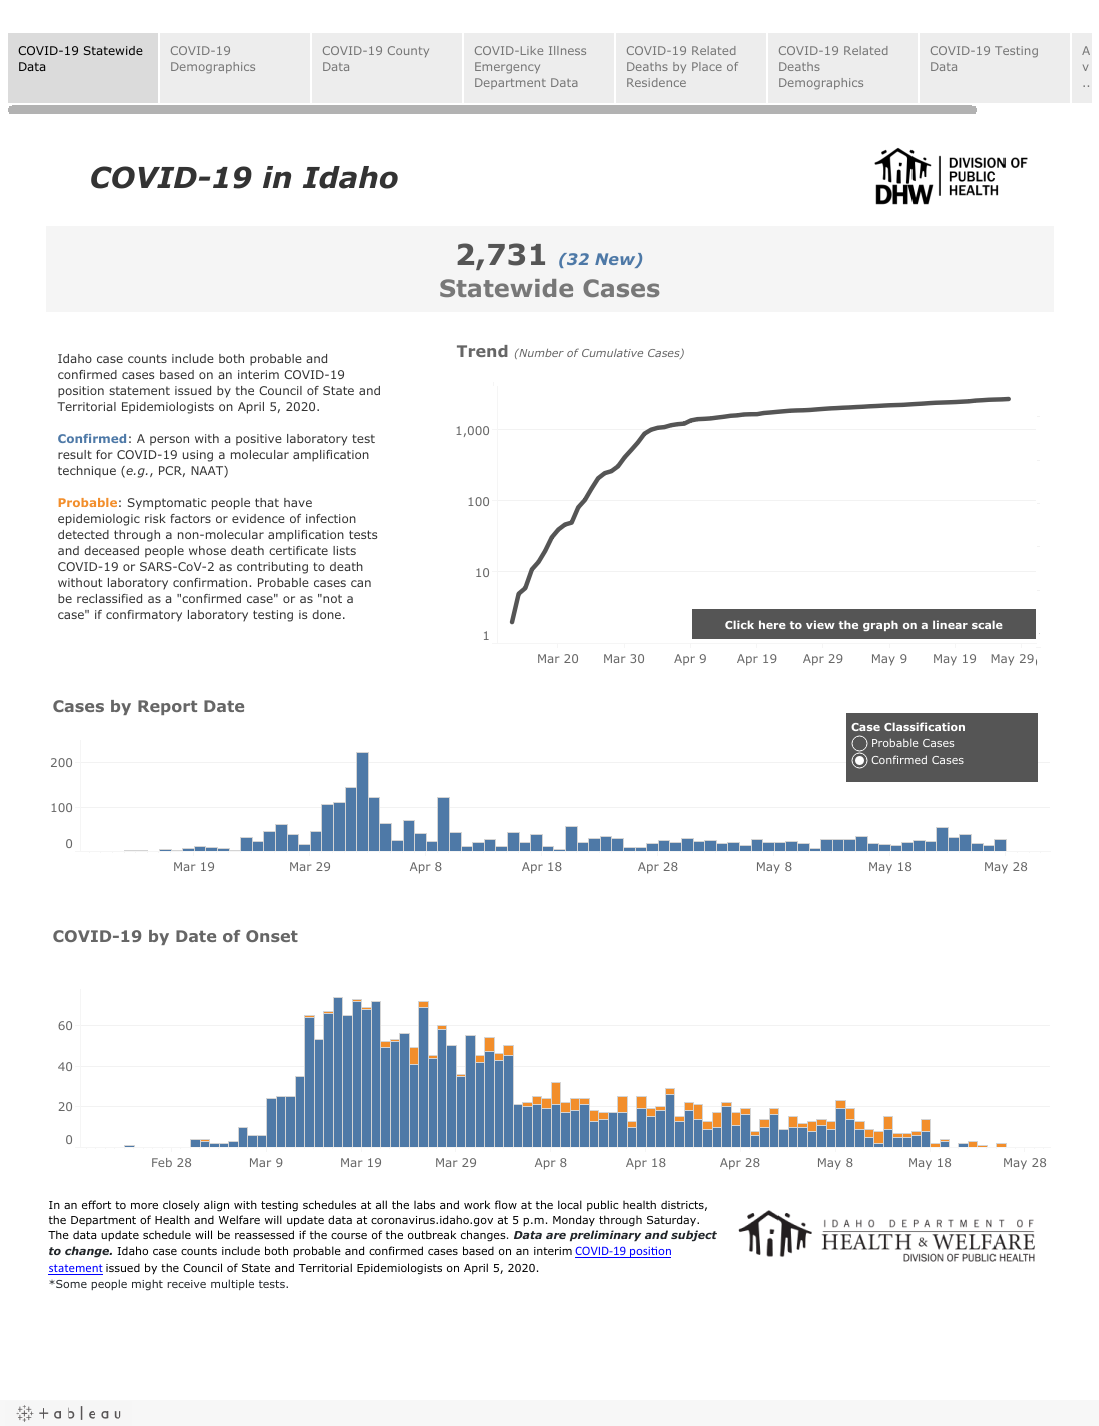 COVID-19 Statewide Data
COVID-19 Demographics
COVID-19 County Data
COVID-Like Illness Emergency Department Data
COVID-19 Related Deaths by Place of Residence
COVID-19 Related Deaths Demographics
COVID-19 Testing Data
A
v
..
COVID-19 in Idaho
DHW
DIVISION OF
PUBLIC
HEALTH
2,731 (32 New)
Statewide Cases
Idaho case counts include both probable and
confirmed cases based on an interim COVID-19
position statement issued by the Council of State and
Territorial Epidemiologists on April 5, 2020.
Confirmed: A person with a positive laboratory test
result for COVID-19 using a molecular amplification
technique (e.g., PCR, NAAT)
Probable: Symptomatic people that have
epidemiologic risk factors or evidence of infection
detected through a non-molecular amplification tests
and deceased people whose death certificate lists
COVID-19 or SARS-CoV-2 as contributing to death
without laboratory confirmation. Probable cases can
be reclassified as a "confirmed case" or as "not a
case" if confirmatory laboratory testing is done.
Trend (Number of Cumulative Cases)
1,000
100
10
1
Click here to view the graph on a linear scale
Mar 20 Mar 30 Apr 9 Apr 19 Apr 29 May 9 May 19 May 29
Cases by Report Date
Case Classification
Probable Cases
Confirmed Cases
200
100
0
Mar 19 Mar 29 Apr 8 Apr 18 Apr 28 May 8 May 18 May 28
COVID-19 by Date of Onset
60
40
20
0
Feb 28 Mar 9 Mar 19 Mar 29 Apr 8 Apr 18 Apr 28 May 8 May 18 May 28
In an effort to more closely align with testing schedules at all the labs and work flow at the local public health districts,
the Department of Health and Welfare will update data at coronavirus.idaho.gov at 5 p.m. Monday through Saturday.
The data update schedule will be reassessed if the course of the outbreak changes. Data are preliminary and subject
to change. Idaho case counts include both probable and confirmed cases based on an interim COVID-19 position
statement issued by the Council of State and Territorial Epidemiologists on April 5, 2020.
*Some people might receive multiple tests.
IDAHO DEPARTMENT OF
HEALTH & WELFARE
DIVISION OF PUBLIC HEALTH
+ableau